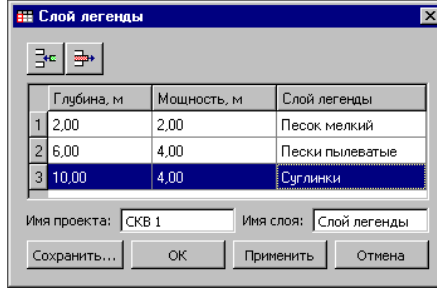 Слой легенды
Глубина, м Мощность, м Слой легенды
1 2,00 2,00 Песок мелкий
2 6,00 4,00 Пески пылеватые
3 10,00 4,00 Суглинки
Имя проекта: СКВ 1 Имя слоя: Слой легенды
Сохранить... ОК Применить Отмена